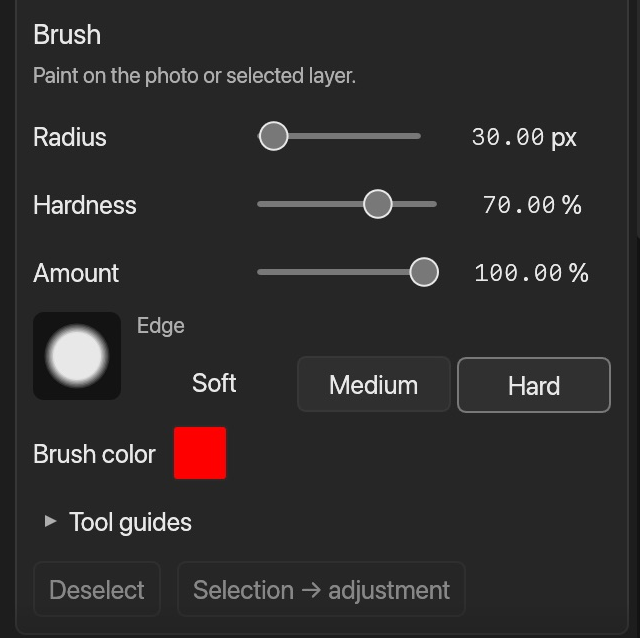 Brush
Paint on the photo or selected layer.
Radius 30.00 px
Hardness 70.00 %
Amount 100.00 %
Edge
Soft Medium Hard
Brush color
Tool guides
Deselect Selection → adjustment